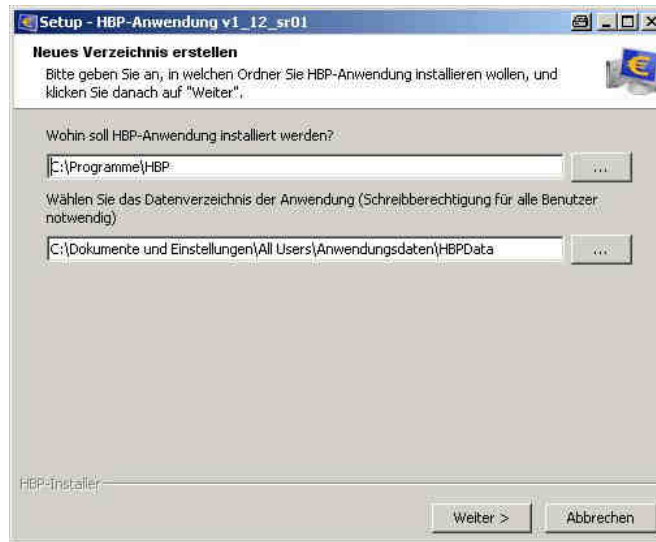 Setup - HBP-Anwendung v1_12_sr01
Neues Verzeichnis erstellen
Bitte geben Sie an, in welchen Ordner Sie HBP-Anwendung installieren wollen, und
klicken Sie danach auf "Weiter".
Wohin soll HBP-Anwendung installiert werden?
C:\Programme\HBP
...
Wählen Sie das Datenverzeichnis der Anwendung (Schreibberechtigung für alle Benutzer
notwendig)
C:\Dokumente und Einstellungen\All Users\Anwendungsdaten\HBPData
...
HBP-Installer
Weiter >
Abbrechen